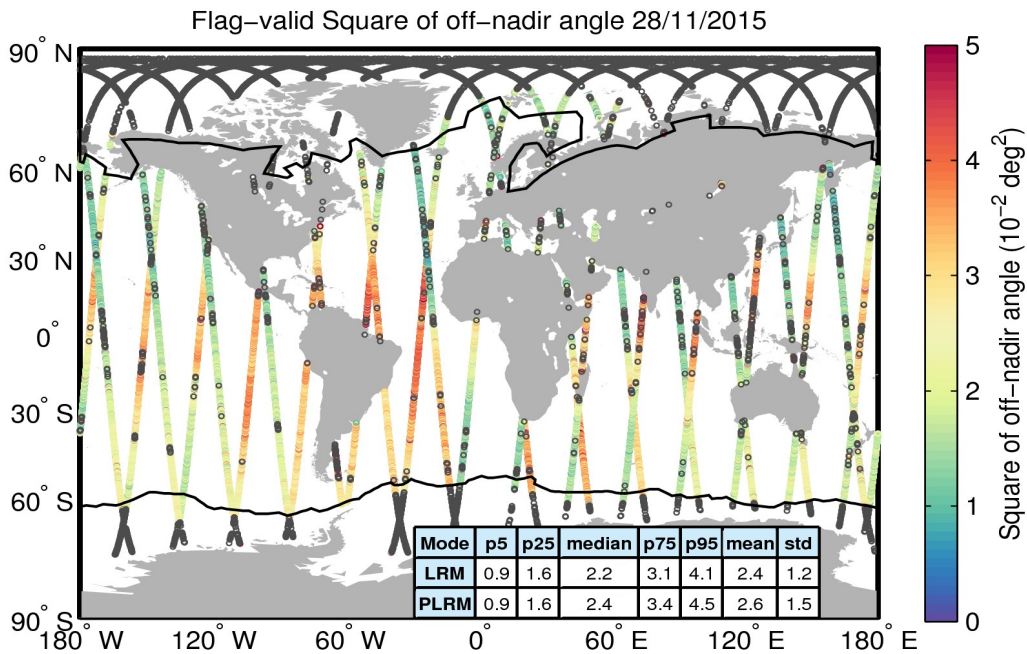 Flag−valid Square of off−nadir angle 28/11/2015
90° N
60° N
30° N
0°
30° S
60° S
90° S
180° W
120° W
60° W
0°
60° E
120° E
180° E
Mode p5 p25 median p75 p95 mean std
LRM 0.9 1.6 2.2 3.1 4.1 2.4 1.2
PLRM 0.9 1.6 2.4 3.4 4.5 2.6 1.5
5
4
3
2
1
0
Square of off−nadir angle (10⁻² deg²)